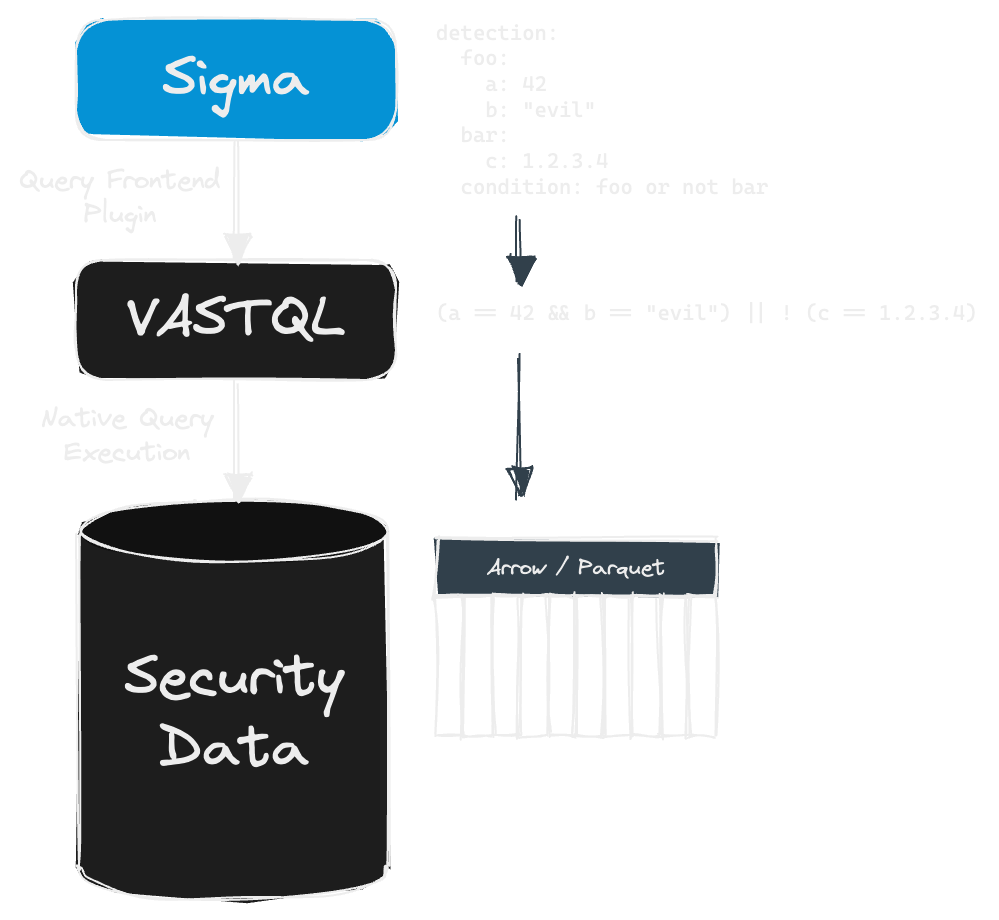 Sigma
Query Frontend
Plugin
VASTQL
Native Query
Execution
Security
Data
detection:
  foo:
    a: 42
    b: "evil"
  bar:
    c: 1.2.3.4
  condition: foo or not bar
(a == 42 && b == "evil") || ! (c == 1.2.3.4)
Arrow / Parquet